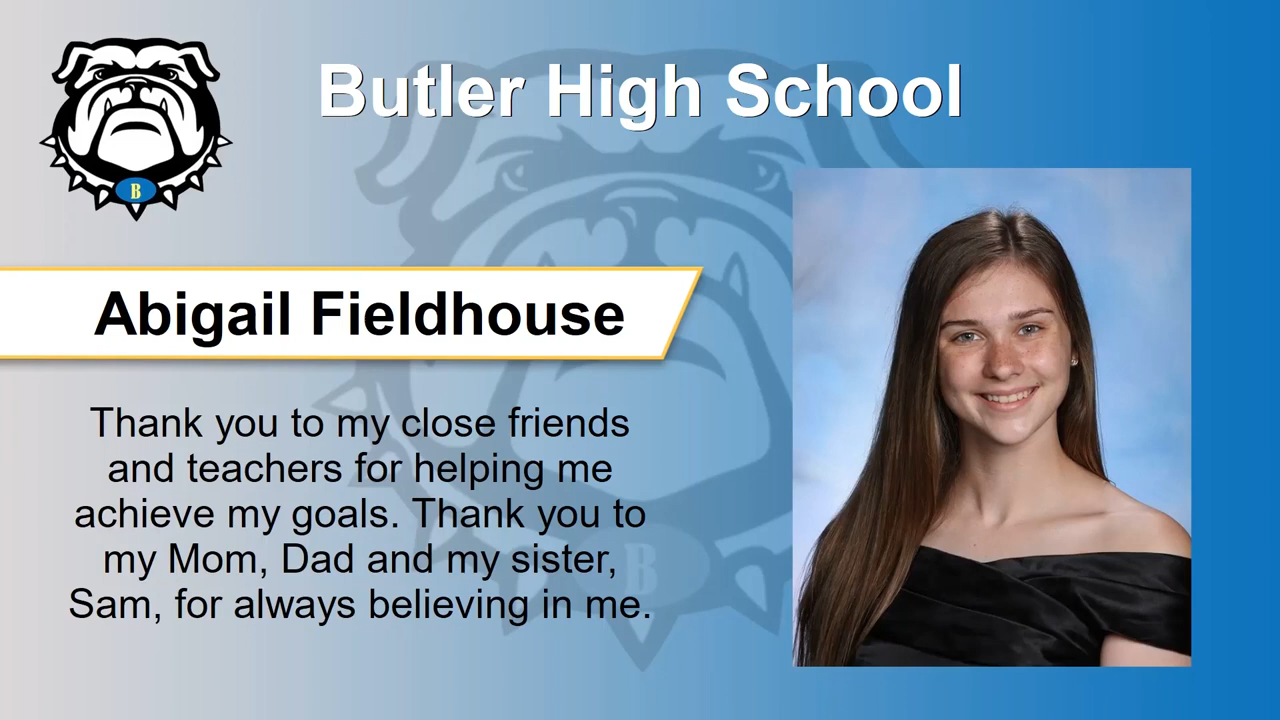 B
Butler High School
Abigail Fieldhouse
Thank you to my close friends
and teachers for helping me
achieve my goals. Thank you to
my Mom, Dad and my sister,
Sam, for always believing in me.
B